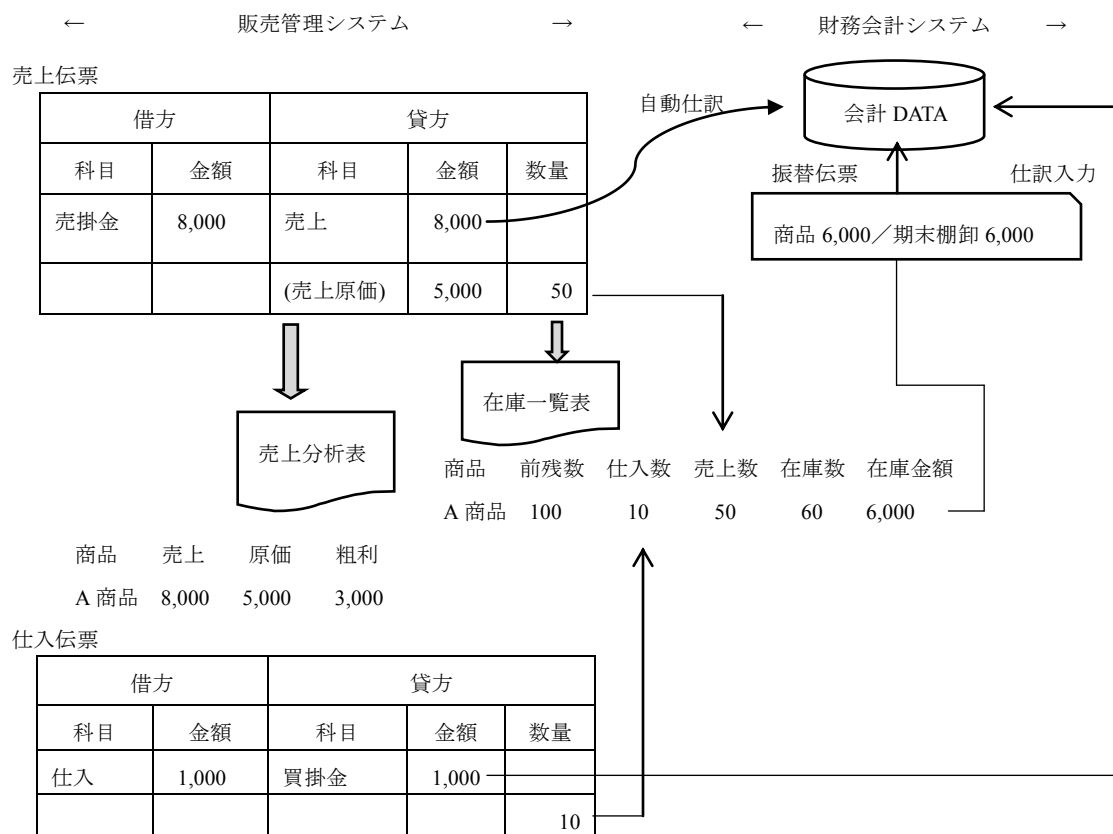 ← 販売管理システム → ← 財務会計システム →
売上伝票
借方 貸方
科目 金額 科目 金額 数量
売掛金 8,000 売上 8,000
(売上原価) 5,000 50
自動仕訳
会計 DATA
振替伝票 仕訳入力
商品 6,000／期末棚卸 6,000
売上分析表
在庫一覧表
商品 前残数 仕入数 売上数 在庫数 在庫金額
A 商品 100 10 50 60 6,000
商品 売上 原価 粗利
A 商品 8,000 5,000 3,000
仕入伝票
借方 貸方
科目 金額 科目 金額 数量
仕入 1,000 買掛金 1,000
10